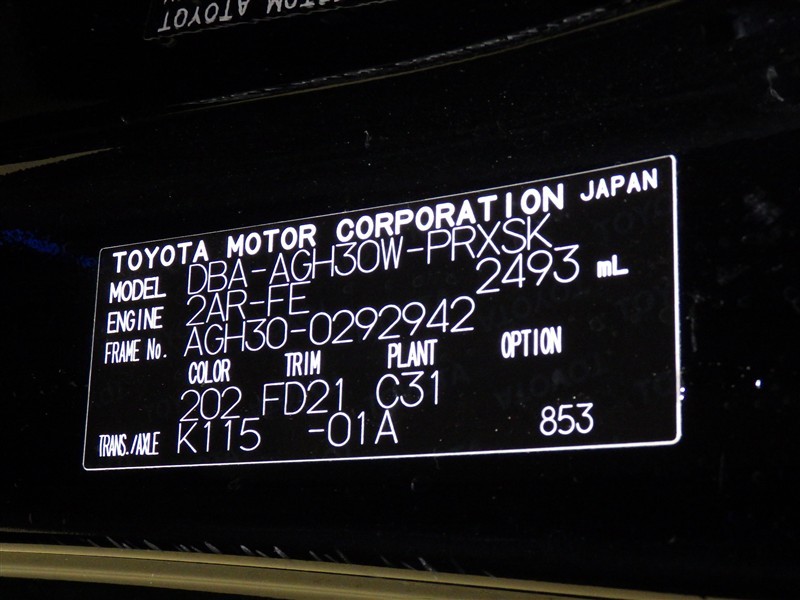 TOYOTA MOTOR CORPORATION JAPAN
MODEL DBA-AGH30W-PRXSK
ENGINE 2AR-FE 2493 mL
FRAME No. AGH30-0292942
COLOR TRIM PLANT OPTION
202 FD21 C31
TRANS./AXLE K115 -01A 853